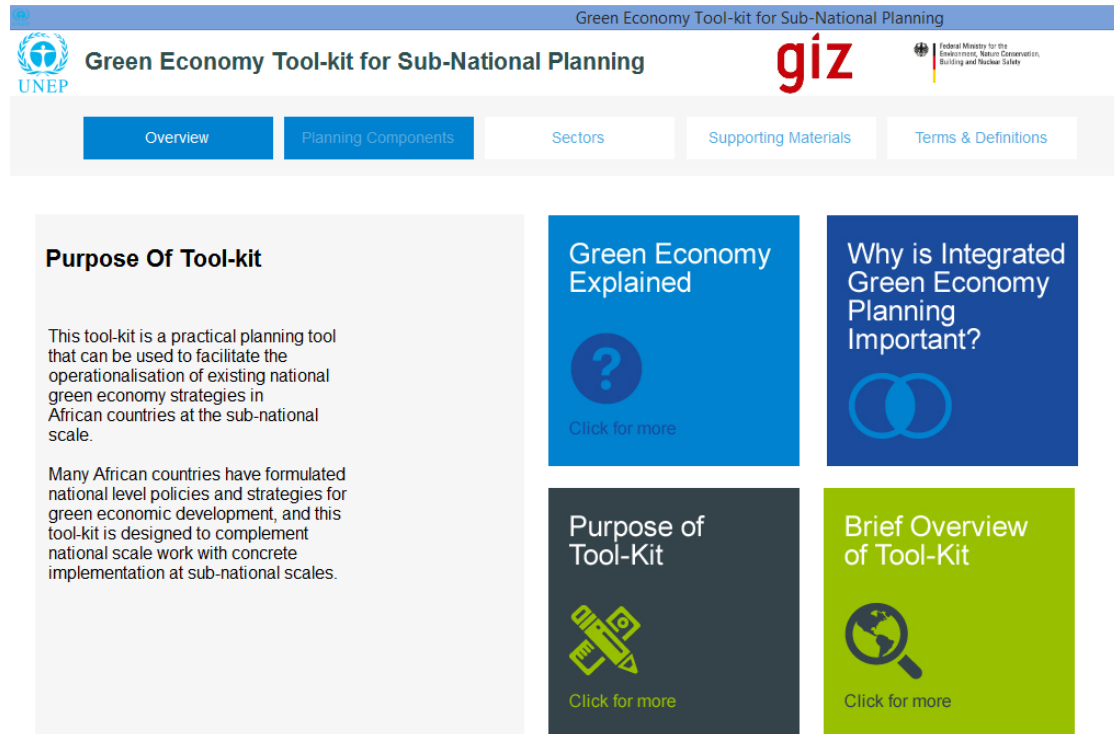 Green Economy Tool-kit for Sub-National Planning
UNEP
Green Economy Tool-kit for Sub-National Planning
giz
Federal Ministry for the
Environment, Nature Conservation,
Building and Nuclear Safety
Overview
Planning Components
Sectors
Supporting Materials
Terms & Definitions
Purpose Of Tool-kit
This tool-kit is a practical planning tool
that can be used to facilitate the
operationalisation of existing national
green economy strategies in
African countries at the sub-national
scale.
Many African countries have formulated
national level policies and strategies for
green economic development, and this
tool-kit is designed to complement
national scale work with concrete
implementation at sub-national scales.
Green Economy
Explained
?
Click for more
Why is Integrated
Green Economy
Planning
Important?
Purpose of
Tool-Kit
Click for more
Brief Overview
of Tool-Kit
Click for more